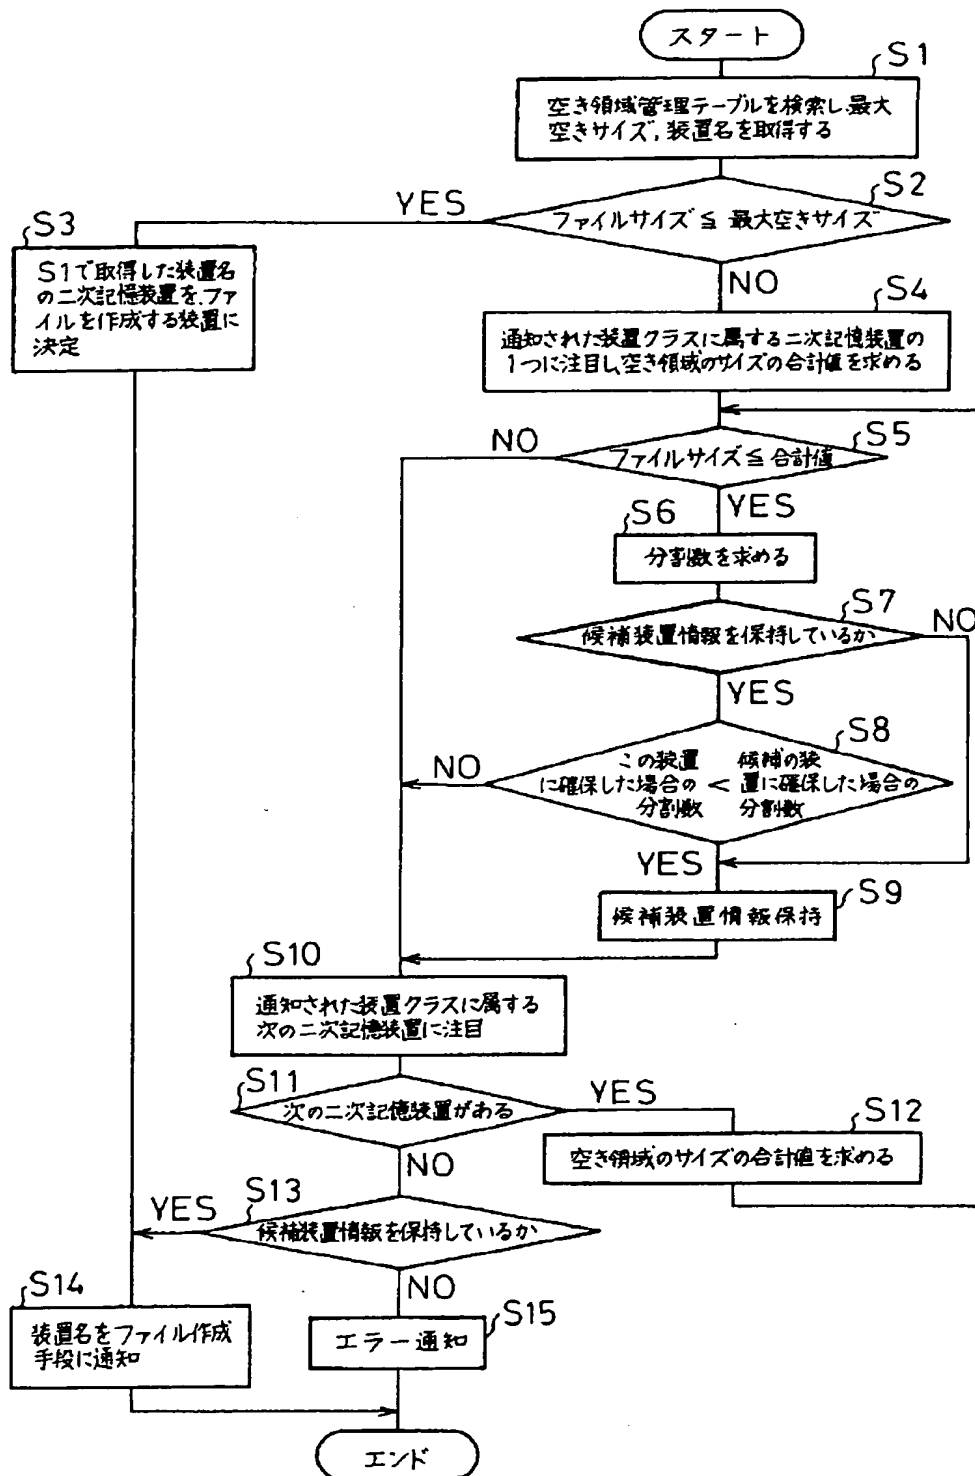 スタート
S1
空き領域管理テーブルを検索し、最大
空きサイズ,装置名を取得する
S2
YES
ファイルサイズ ≦ 最大空きサイズ
S3
S1で取得した装置名
の二次記憶装置を、ファ
イルを作成する装置に
決定
NO
S4
通知された装置クラスに属する二次記憶装置の
1つに注目し、空き領域のサイズの合計値を求める
NO
S5
ファイルサイズ ≦ 合計値
YES
S6
分割数を求める
S7
NO
候補装置情報を保持しているか
YES
S8
NO
この装置 候補の装
に確保した場合の < 置に確保した場合の
分割数 分割数
YES
S9
候補装置情報保持
S10
通知された装置クラスに属する
次の二次記憶装置に注目
S11
YES
次の二次記憶装置がある
S12
空き領域のサイズの合計値を求める
NO
S13
YES
候補装置情報を保持しているか
S14
NO
装置名をファイル作成
手段に通知
S15
エラー通知
エンド